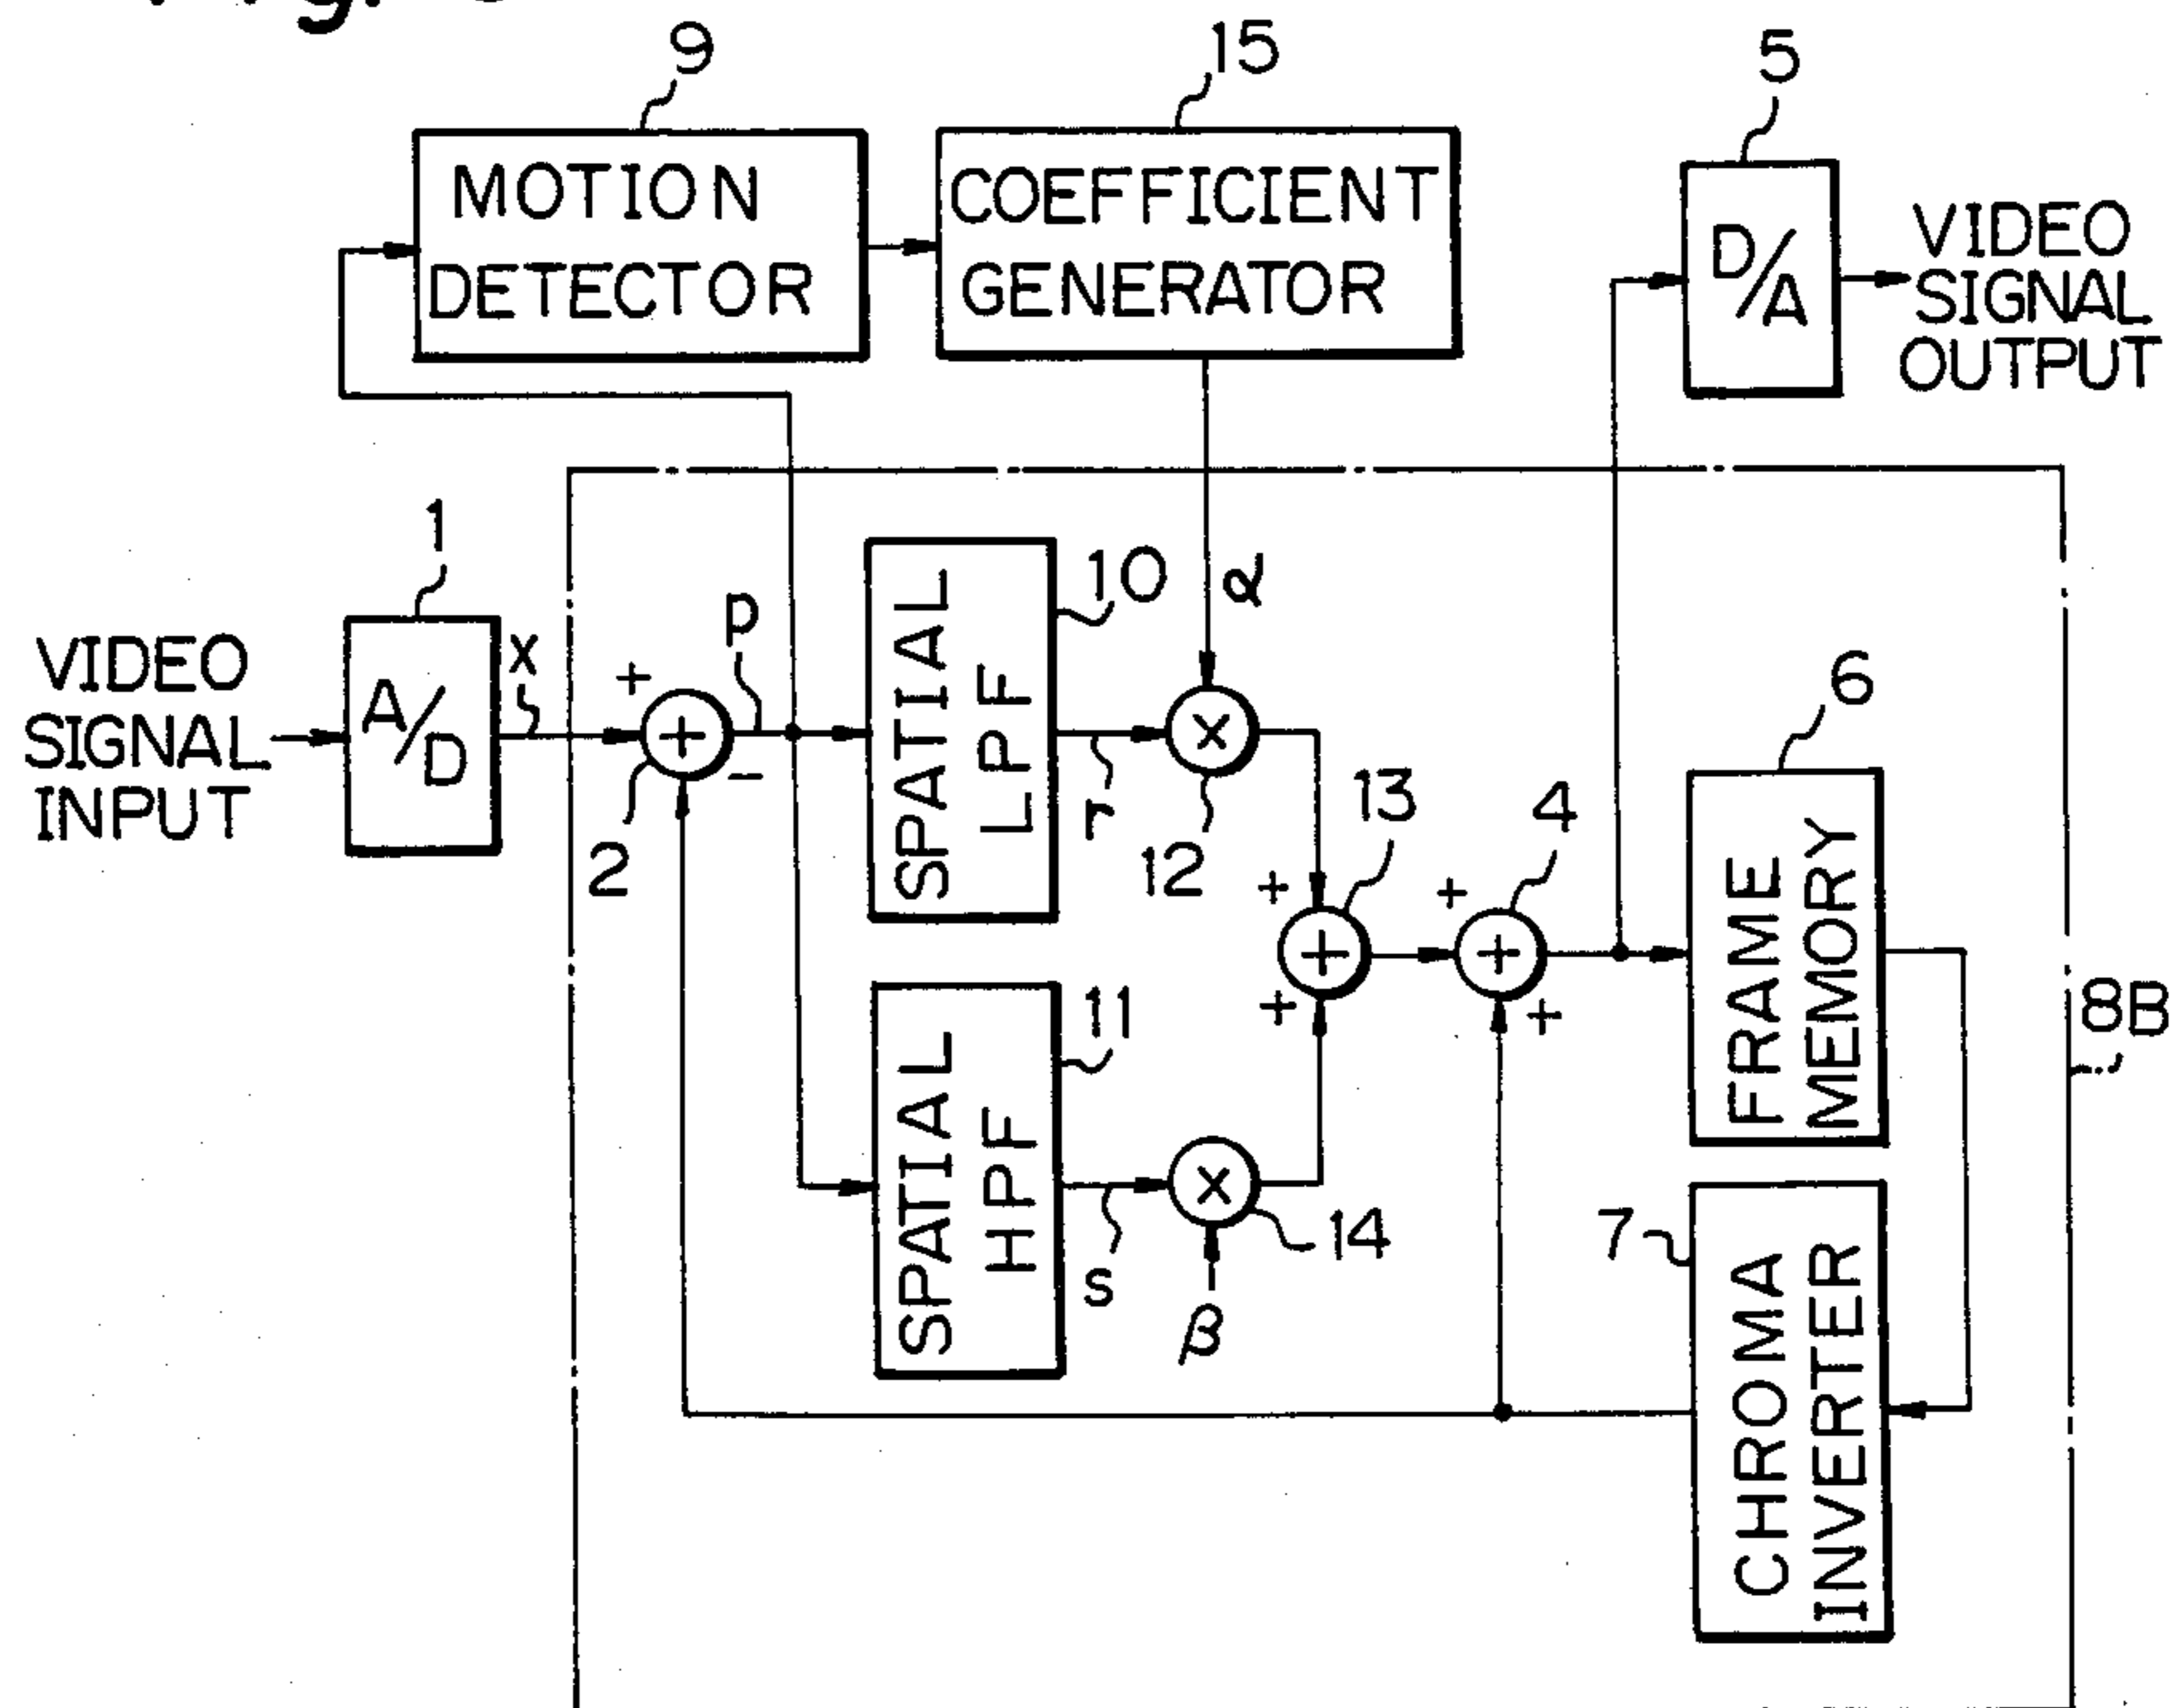 9
15
5
MOTION
DETECTOR
COEFFICIENT
GENERATOR
D/A
VIDEO
SIGNAL
OUTPUT
1
VIDEO
SIGNAL
INPUT
A/D
x
+
2
−
p
SPATIAL
LPF
10
α
r
12
13
+
+
4
+
+
6
FRAME
MEMORY
8B
SPATIAL
HPF
11
s
14
β
7
CHROMA
INVERTER